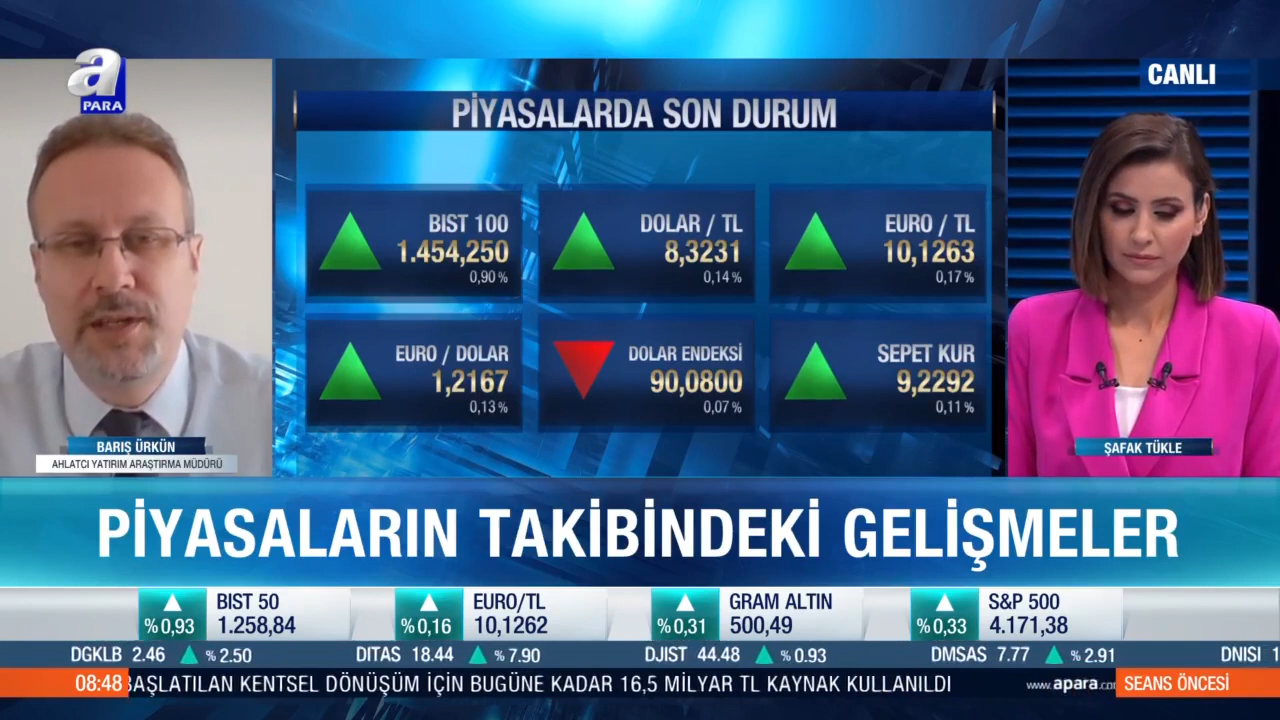 a
PARA
CANLI
PİYASALARDA SON DURUM
BIST 100
1.454,250
0,90 %
DOLAR / TL
8,3231
0,14 %
EURO / TL
10,1263
0,17 %
EURO / DOLAR
1,2167
0,13 %
DOLAR ENDEKSİ
90,0800
0,07 %
SEPET KUR
9,2292
0,11 %
BARIŞ ÜRKÜN
AHLATCI YATIRIM ARAŞTIRMA MÜDÜRÜ
ŞAFAK TÜKLE
PİYASALARIN TAKİBİNDEKİ GELİŞMELER
% 0,93 BIST 50 1.258,84
% 0,16 EURO/TL 10,1262
% 0,31 GRAM ALTIN 500,49
% 0,33 S&P 500 4.171,38
DGKLB 2.46 % 2.50 DITAS 18.44 % 7.90 DJIST 44.48 % 0.93 DMSAS 7.77 % 2.91 DNISI 1
08:48 BAŞLATILAN KENTSEL DÖNÜŞÜM İÇİN BUGÜNE KADAR 16,5 MİLYAR TL KAYNAK KULLANILDI www.apara.co SEANS ÖNCESİ